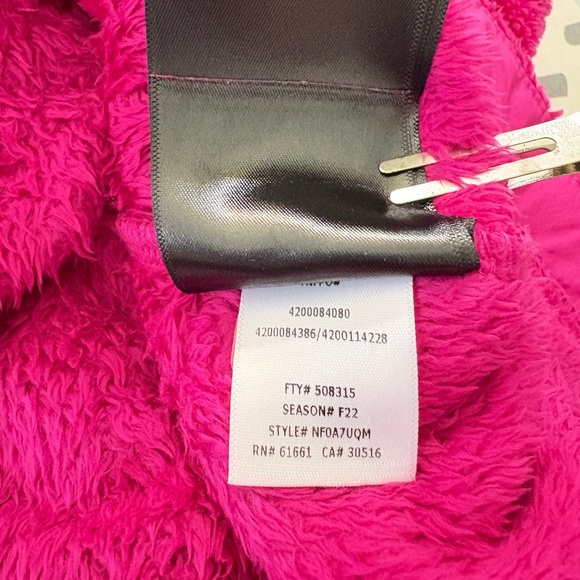 4200084080
4200084386/4200114228
FTY# 508315
SEASON# F22
STYLE# NF0A7UQM
RN# 61661 CA# 30516